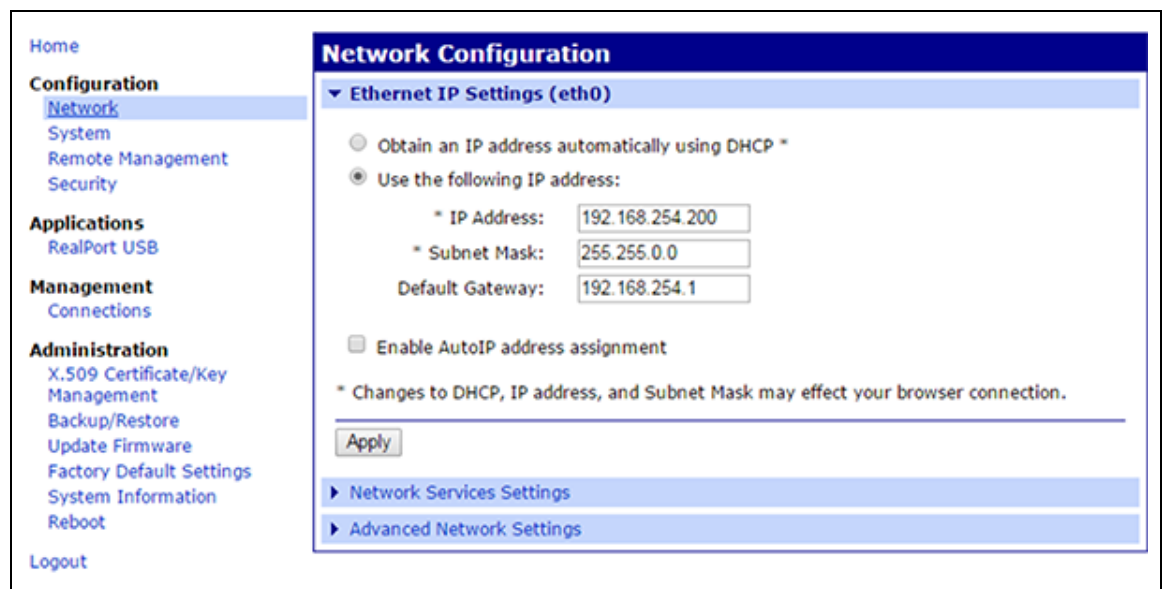 Home
Configuration
Network
System
Remote Management
Security
Applications
RealPort USB
Management
Connections
Administration
X.509 Certificate/Key
Management
Backup/Restore
Update Firmware
Factory Default Settings
System Information
Reboot
Logout
Network Configuration
Ethernet IP Settings (eth0)
Obtain an IP address automatically using DHCP *
Use the following IP address:
* IP Address: 192.168.254.200
* Subnet Mask: 255.255.0.0
Default Gateway: 192.168.254.1
Enable AutoIP address assignment
* Changes to DHCP, IP address, and Subnet Mask may effect your browser connection.
Apply
Network Services Settings
Advanced Network Settings